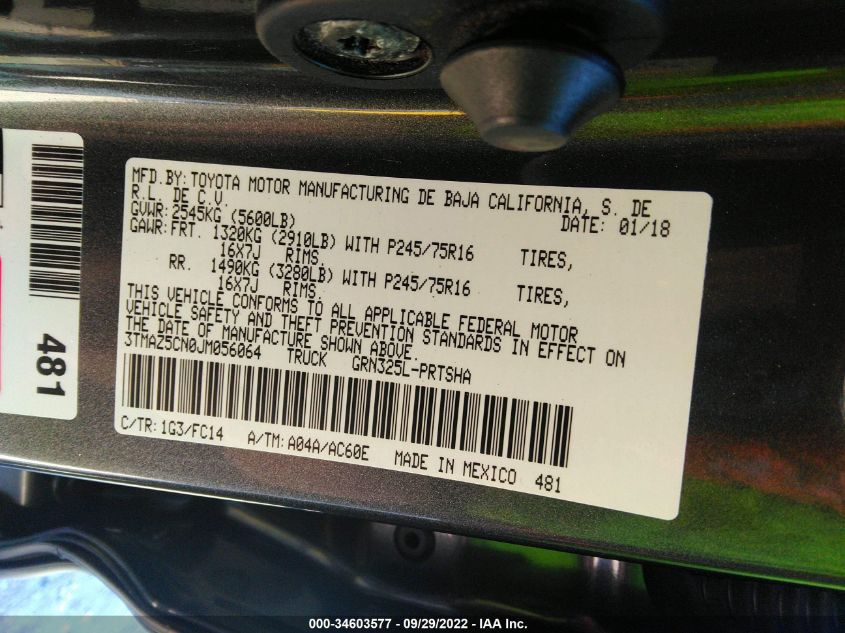 MFD.BY: TOYOTA MOTOR MANUFACTURING DE BAJA CALIFORNIA, S. DE
R.L. DE C.V.
DATE: 01/18
GVWR: 2545KG (5600LB)
GAWR: FRT. 1320KG (2910LB) WITH P245/75R16 TIRES,
16X7J RIMS
RR. 1490KG (3280LB) WITH P245/75R16 TIRES,
16X7J RIMS
THIS VEHICLE CONFORMS TO ALL APPLICABLE FEDERAL MOTOR
VEHICLE SAFETY AND THEFT PREVENTION STANDARDS IN EFFECT ON
THE DATE OF MANUFACTURE SHOWN ABOVE.
3TMAZ5CN0JM056064 TRUCK GRN325L-PRTSHA
C/TR: 1G3/FC14 A/TM: A04A/AC60E MADE IN MEXICO 481
481
000-34603577 - 09/29/2022 - IAA Inc.